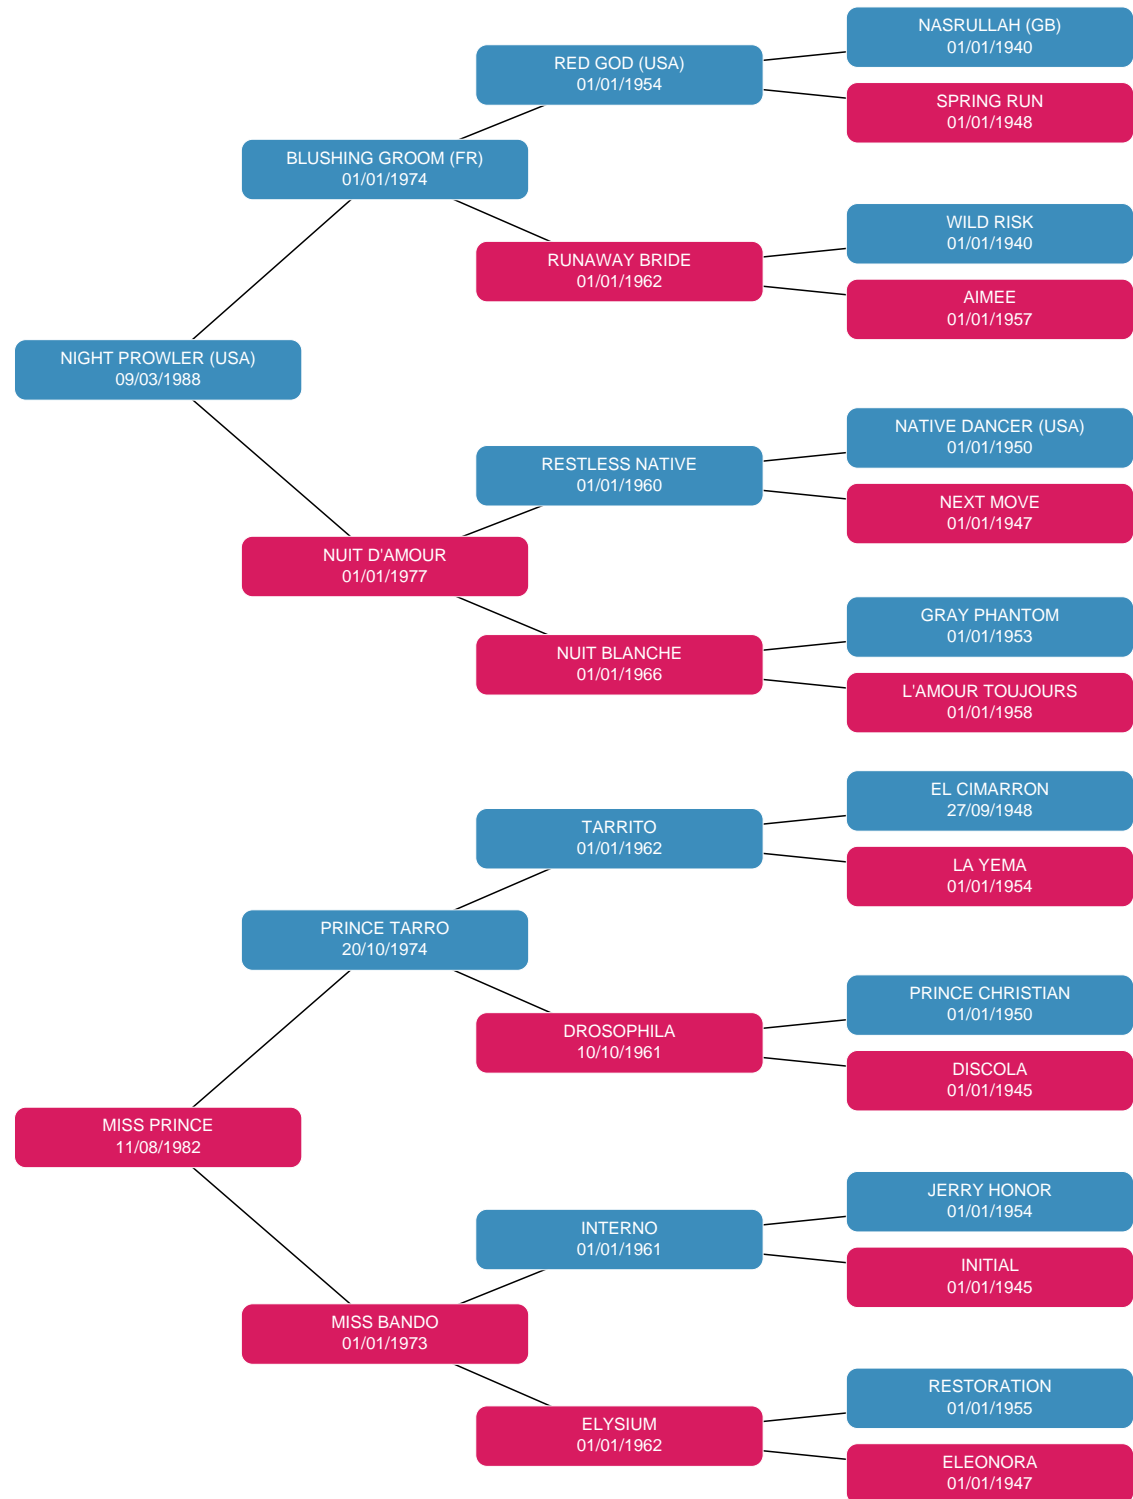 NASRULLAH (GB)
01/01/1940
RED GOD (USA)
01/01/1954
SPRING RUN
01/01/1948
BLUSHING GROOM (FR)
01/01/1974
WILD RISK
01/01/1940
RUNAWAY BRIDE
01/01/1962
AIMEE
01/01/1957
NIGHT PROWLER (USA)
09/03/1988
NATIVE DANCER (USA)
01/01/1950
RESTLESS NATIVE
01/01/1960
NEXT MOVE
01/01/1947
NUIT D'AMOUR
01/01/1977
GRAY PHANTOM
01/01/1953
NUIT BLANCHE
01/01/1966
L'AMOUR TOUJOURS
01/01/1958
EL CIMARRON
27/09/1948
TARRITO
01/01/1962
LA YEMA
01/01/1954
PRINCE TARRO
20/10/1974
PRINCE CHRISTIAN
01/01/1950
DROSOPHILA
10/10/1961
DISCOLA
01/01/1945
MISS PRINCE
11/08/1982
JERRY HONOR
01/01/1954
INTERNO
01/01/1961
INITIAL
01/01/1945
MISS BANDO
01/01/1973
RESTORATION
01/01/1955
ELYSIUM
01/01/1962
ELEONORA
01/01/1947